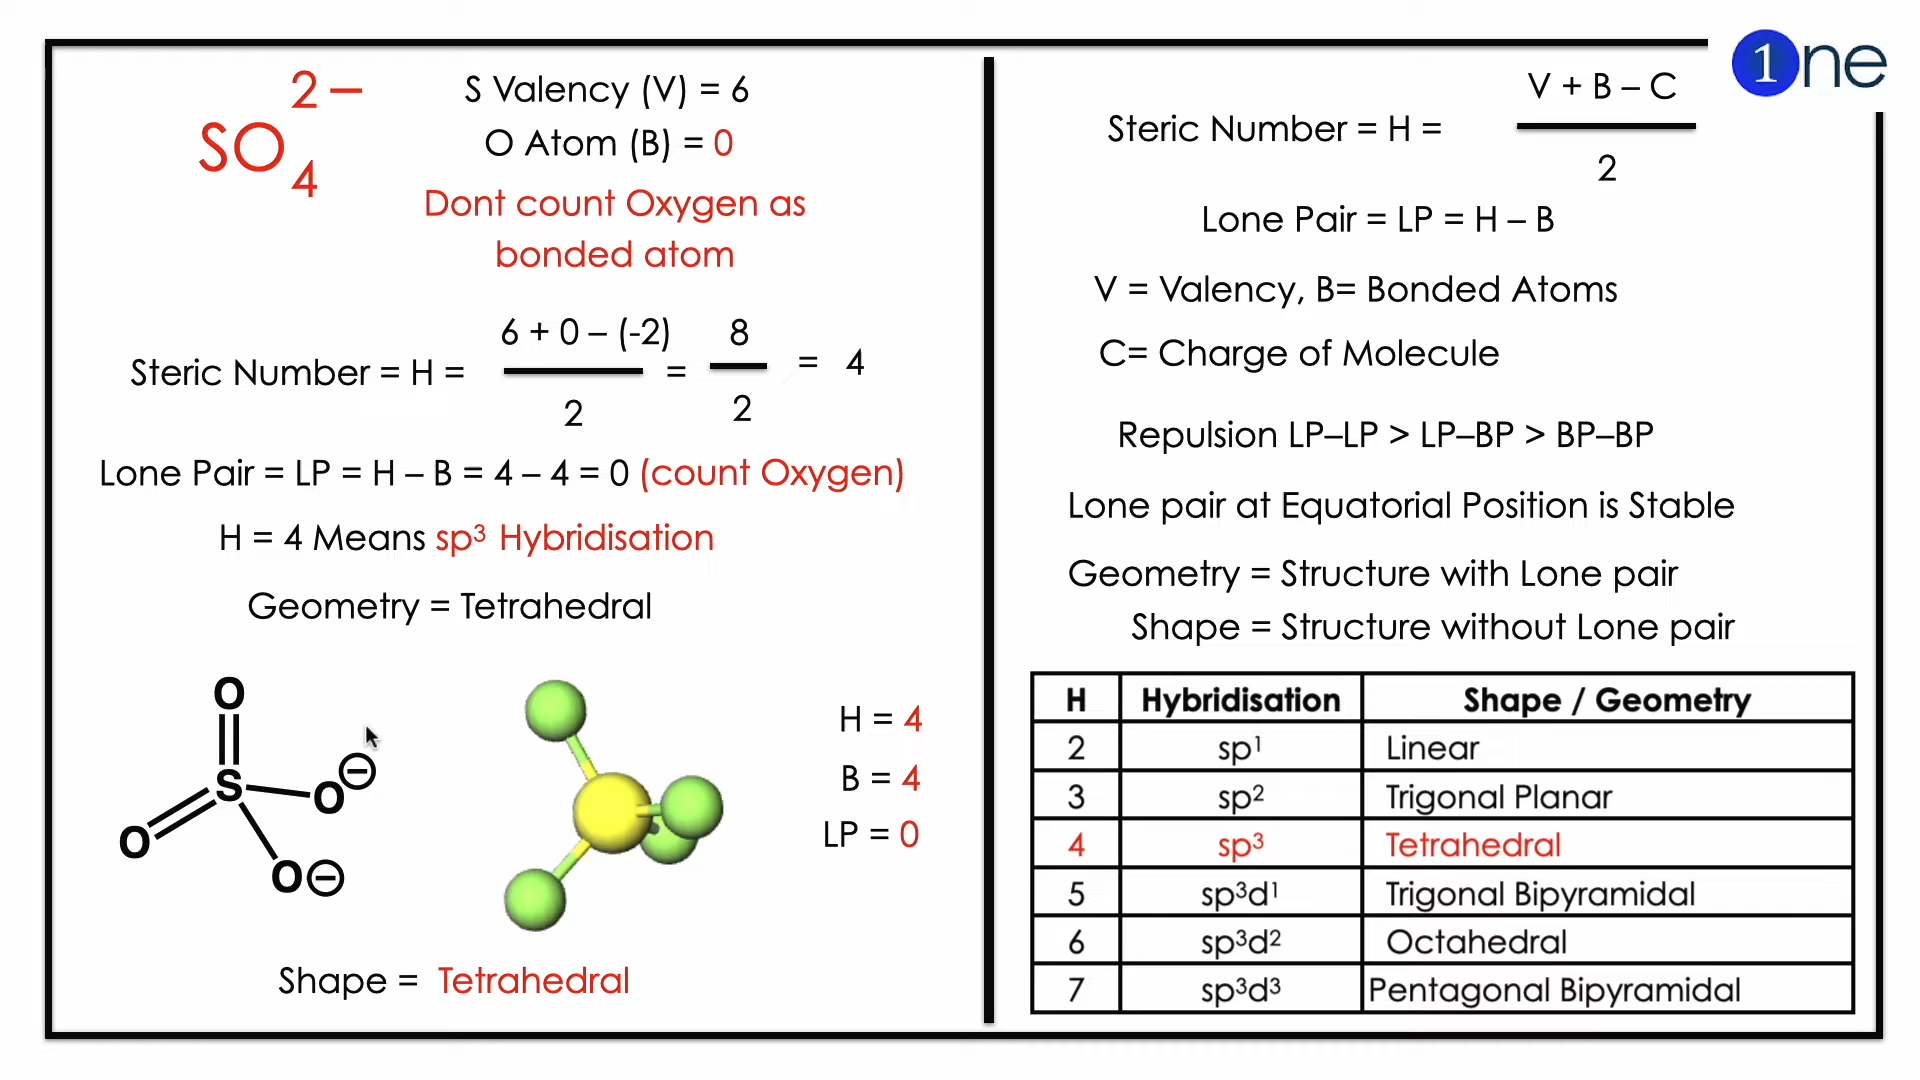 SO₄²–
S Valency (V) = 6
O Atom (B) = 0
Dont count Oxygen as
bonded atom
Steric Number = H = 6 + 0 – (-2) / 2 = 8 / 2 = 4
Lone Pair = LP = H – B = 4 – 4 = 0 (count Oxygen)
H = 4 Means sp³ Hybridisation
Geometry = Tetrahedral
O
S
O
O
O
H = 4
B = 4
LP = 0
Shape = Tetrahedral
1ne
Steric Number = H = V + B – C / 2
Lone Pair = LP = H – B
V = Valency, B= Bonded Atoms
C= Charge of Molecule
Repulsion LP–LP > LP–BP > BP–BP
Lone pair at Equatorial Position is Stable
Geometry = Structure with Lone pair
Shape = Structure without Lone pair
H Hybridisation Shape / Geometry
2 sp¹ Linear
3 sp² Trigonal Planar
4 sp³ Tetrahedral
5 sp³d¹ Trigonal Bipyramidal
6 sp³d² Octahedral
7 sp³d³ Pentagonal Bipyramidal